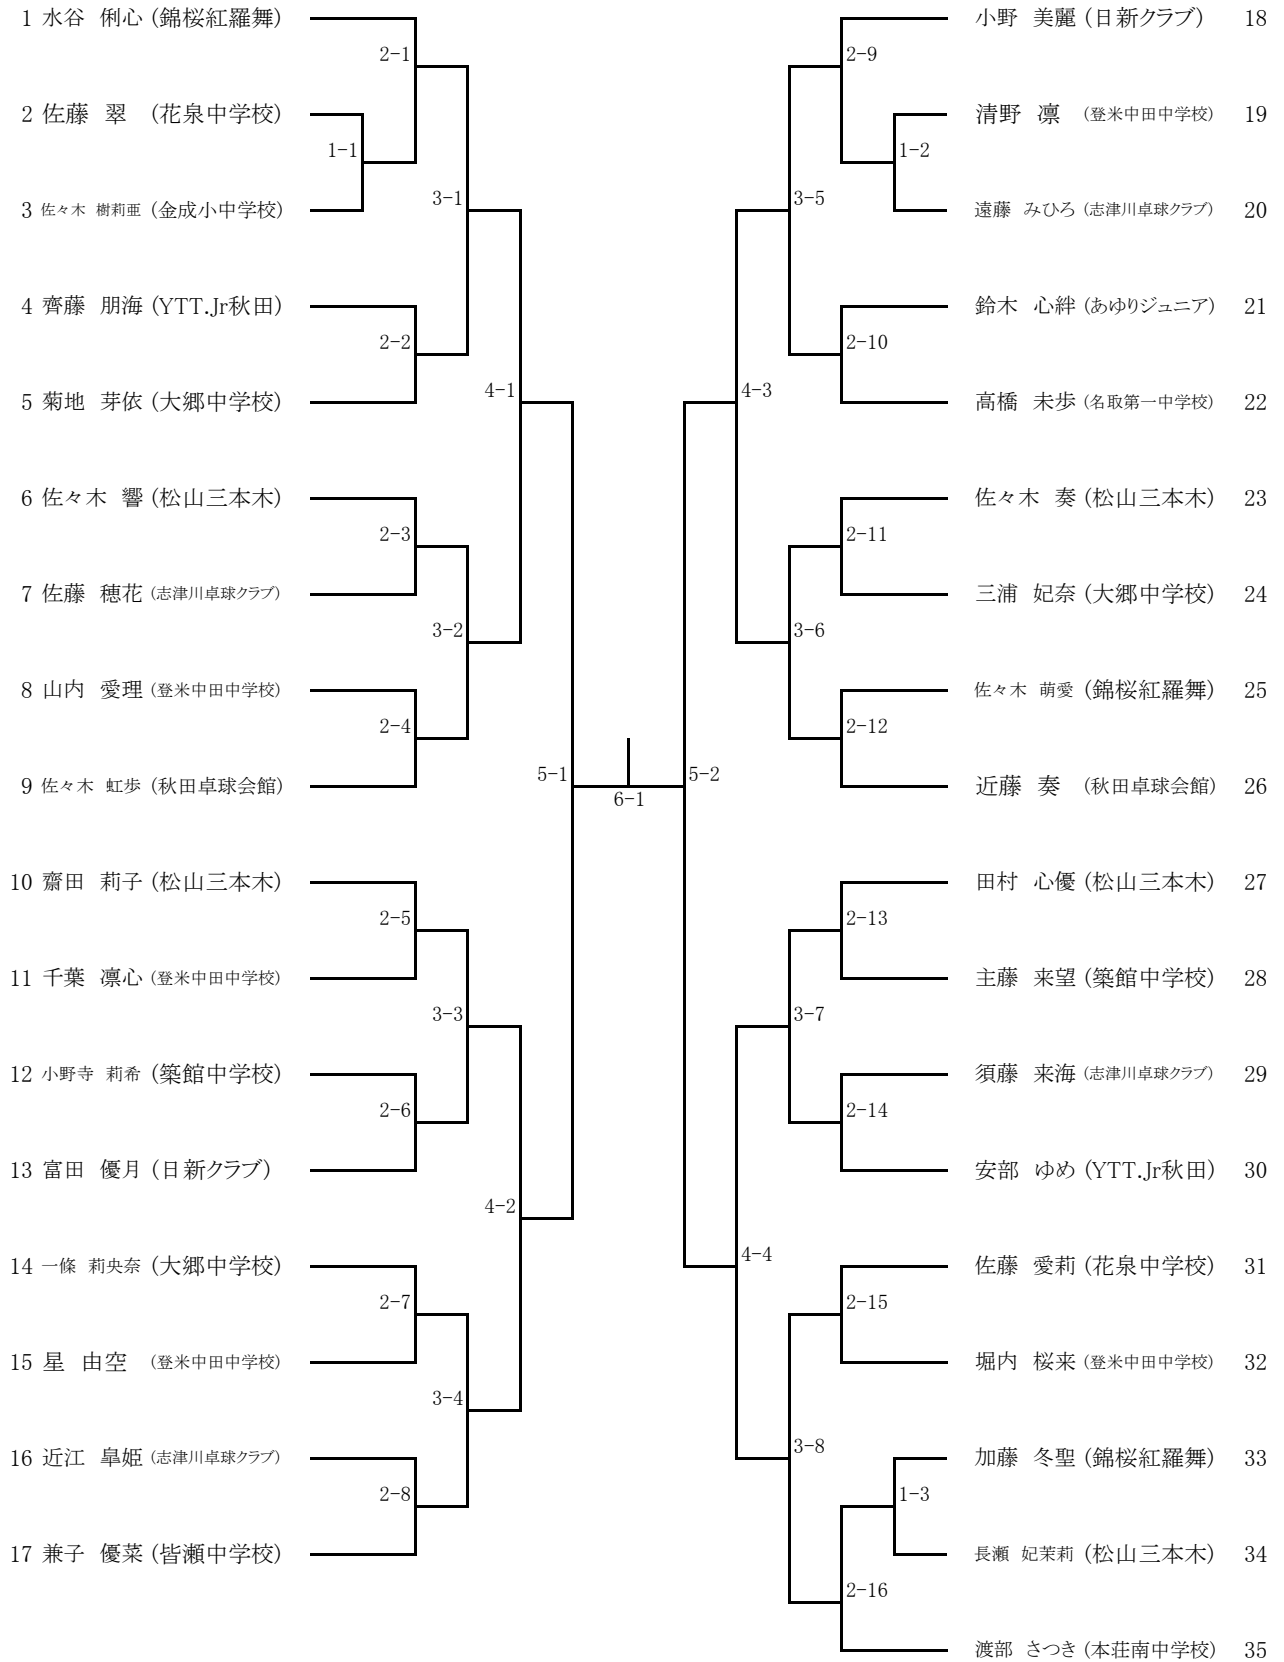 1 水谷 俐心 (錦桜紅羅舞)
2-1
2 佐藤 翠 (花泉中学校)
1-1
3 佐々木 樹莉亜 (金成小中学校)
3-1
4 齊藤 朋海 (YTT.Jr秋田)
2-2
5 菊地 芽依 (大郷中学校)
4-1
6 佐々木 響 (松山三本木)
2-3
7 佐藤 穂花 (志津川卓球クラブ)
3-2
8 山内 愛理 (登米中田中学校)
2-4
9 佐々木 虹歩 (秋田卓球会館)
5-1
10 齋田 莉子 (松山三本木)
2-5
11 千葉 凛心 (登米中田中学校)
3-3
12 小野寺 莉希 (築館中学校)
2-6
13 富田 優月 (日新クラブ)
4-2
14 一條 莉央奈 (大郷中学校)
2-7
15 星 由空 (登米中田中学校)
3-4
16 近江 皐姫 (志津川卓球クラブ)
2-8
17 兼子 優菜 (皆瀬中学校)
6-1
小野 美麗 (日新クラブ) 18
2-9
清野 凛 (登米中田中学校) 19
1-2
遠藤 みひろ (志津川卓球クラブ) 20
3-5
鈴木 心絆 (あゆりジュニア) 21
2-10
高橋 未歩 (名取第一中学校) 22
4-3
佐々木 奏 (松山三本木) 23
2-11
三浦 妃奈 (大郷中学校) 24
3-6
佐々木 萌愛 (錦桜紅羅舞) 25
2-12
近藤 奏 (秋田卓球会館) 26
5-2
田村 心優 (松山三本木) 27
2-13
主藤 来望 (築館中学校) 28
3-7
須藤 来海 (志津川卓球クラブ) 29
2-14
安部 ゆめ (YTT.Jr秋田) 30
4-4
佐藤 愛莉 (花泉中学校) 31
2-15
堀内 桜来 (登米中田中学校) 32
3-8
加藤 冬聖 (錦桜紅羅舞) 33
1-3
長瀬 妃茉莉 (松山三本木) 34
2-16
渡部 さつき (本荘南中学校) 35